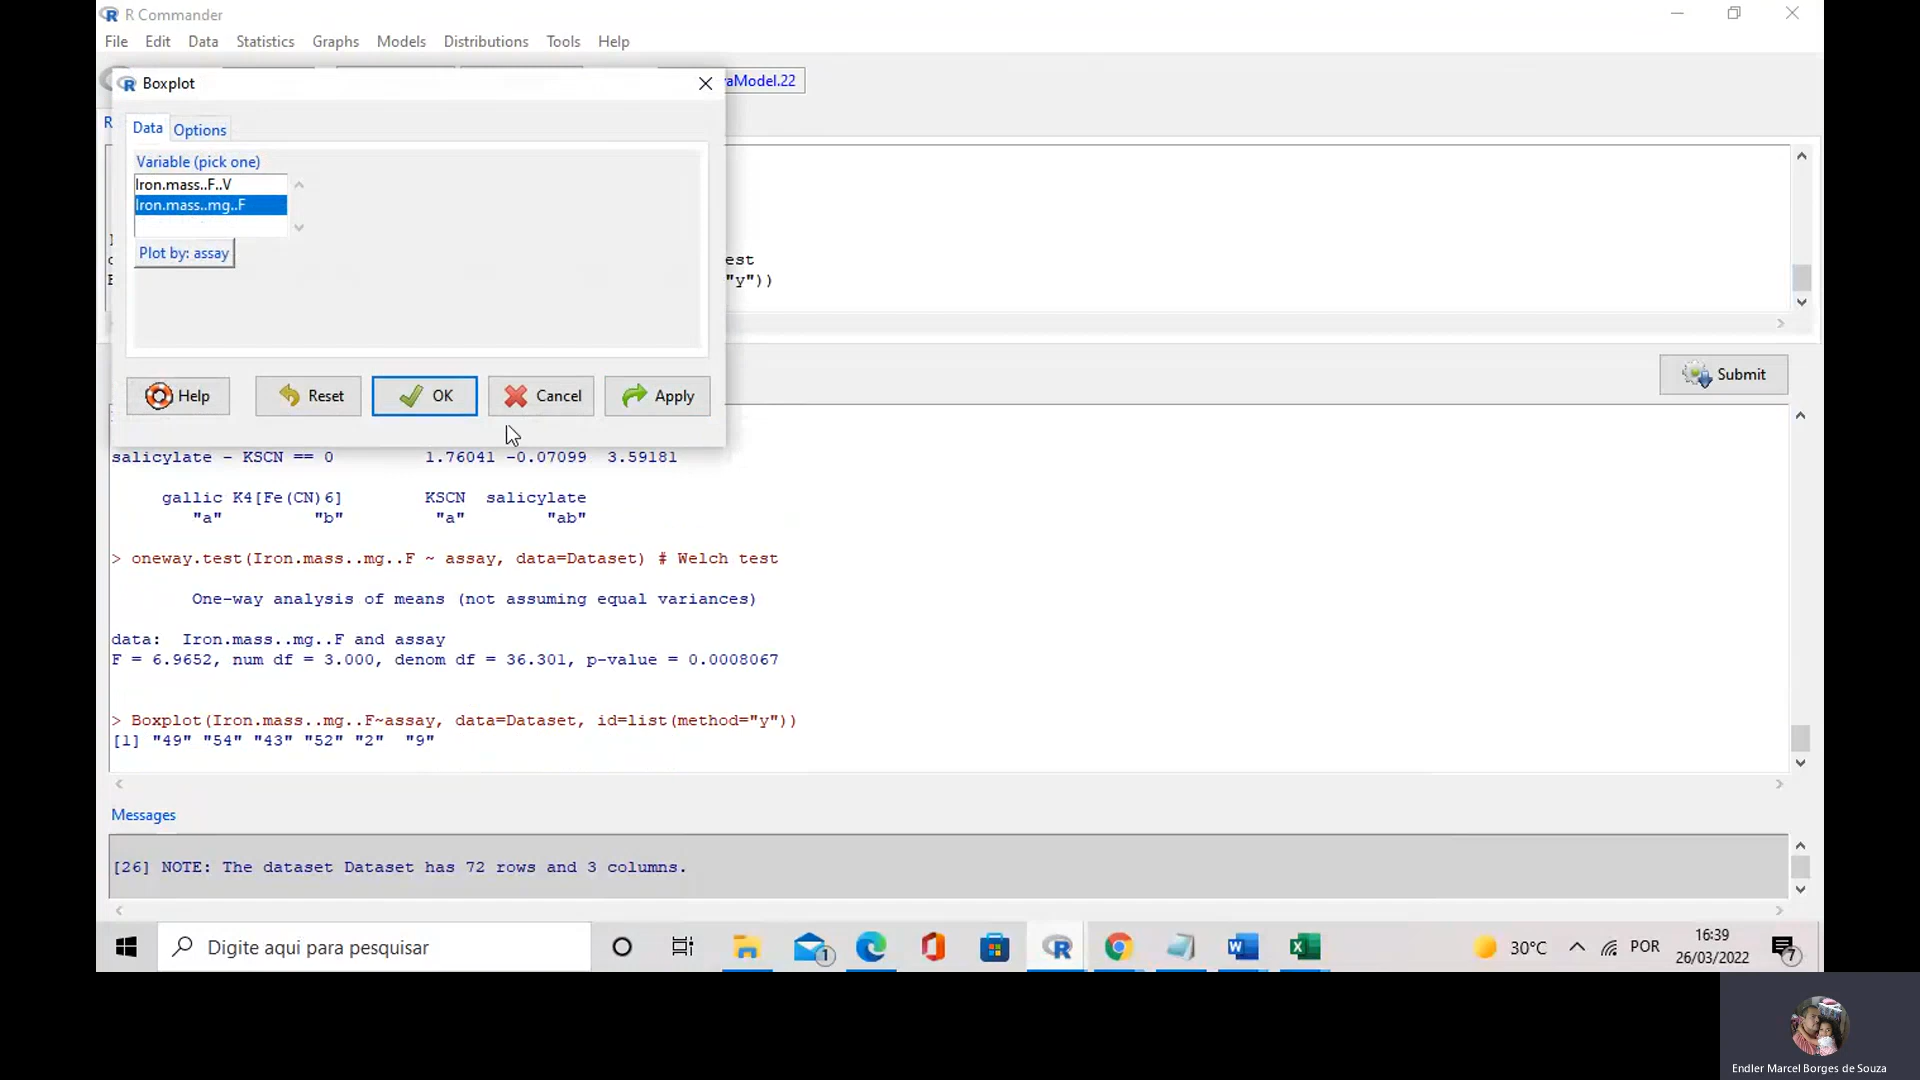 R Commander
File Edit Data Statistics Graphs Models Distributions Tools Help
Boxplot
aModel.22
Data Options
R
Variable (pick one)
Iron.mass..F..V
Iron.mass..mg..F
Plot by: assay
est
"y"))
Help Reset OK Cancel Apply
Submit
salicylate - KSCN == 0 1.76041 -0.07099 3.59181
gallic K4[Fe(CN)6] KSCN salicylate
"a" "b" "a" "ab"
> oneway.test(Iron.mass..mg..F ~ assay, data=Dataset) # Welch test
One-way analysis of means (not assuming equal variances)
data: Iron.mass..mg..F and assay
F = 6.9652, num df = 3.000, denom df = 36.301, p-value = 0.0008067
> Boxplot(Iron.mass..mg..F~assay, data=Dataset, id=list(method="y"))
[1] "49" "54" "43" "52" "2" "9"
Messages
[26] NOTE: The dataset Dataset has 72 rows and 3 columns.
Digite aqui para pesquisar
1
30°C
POR
16:39
26/03/2022
7
Endler Marcel Borges de Souza